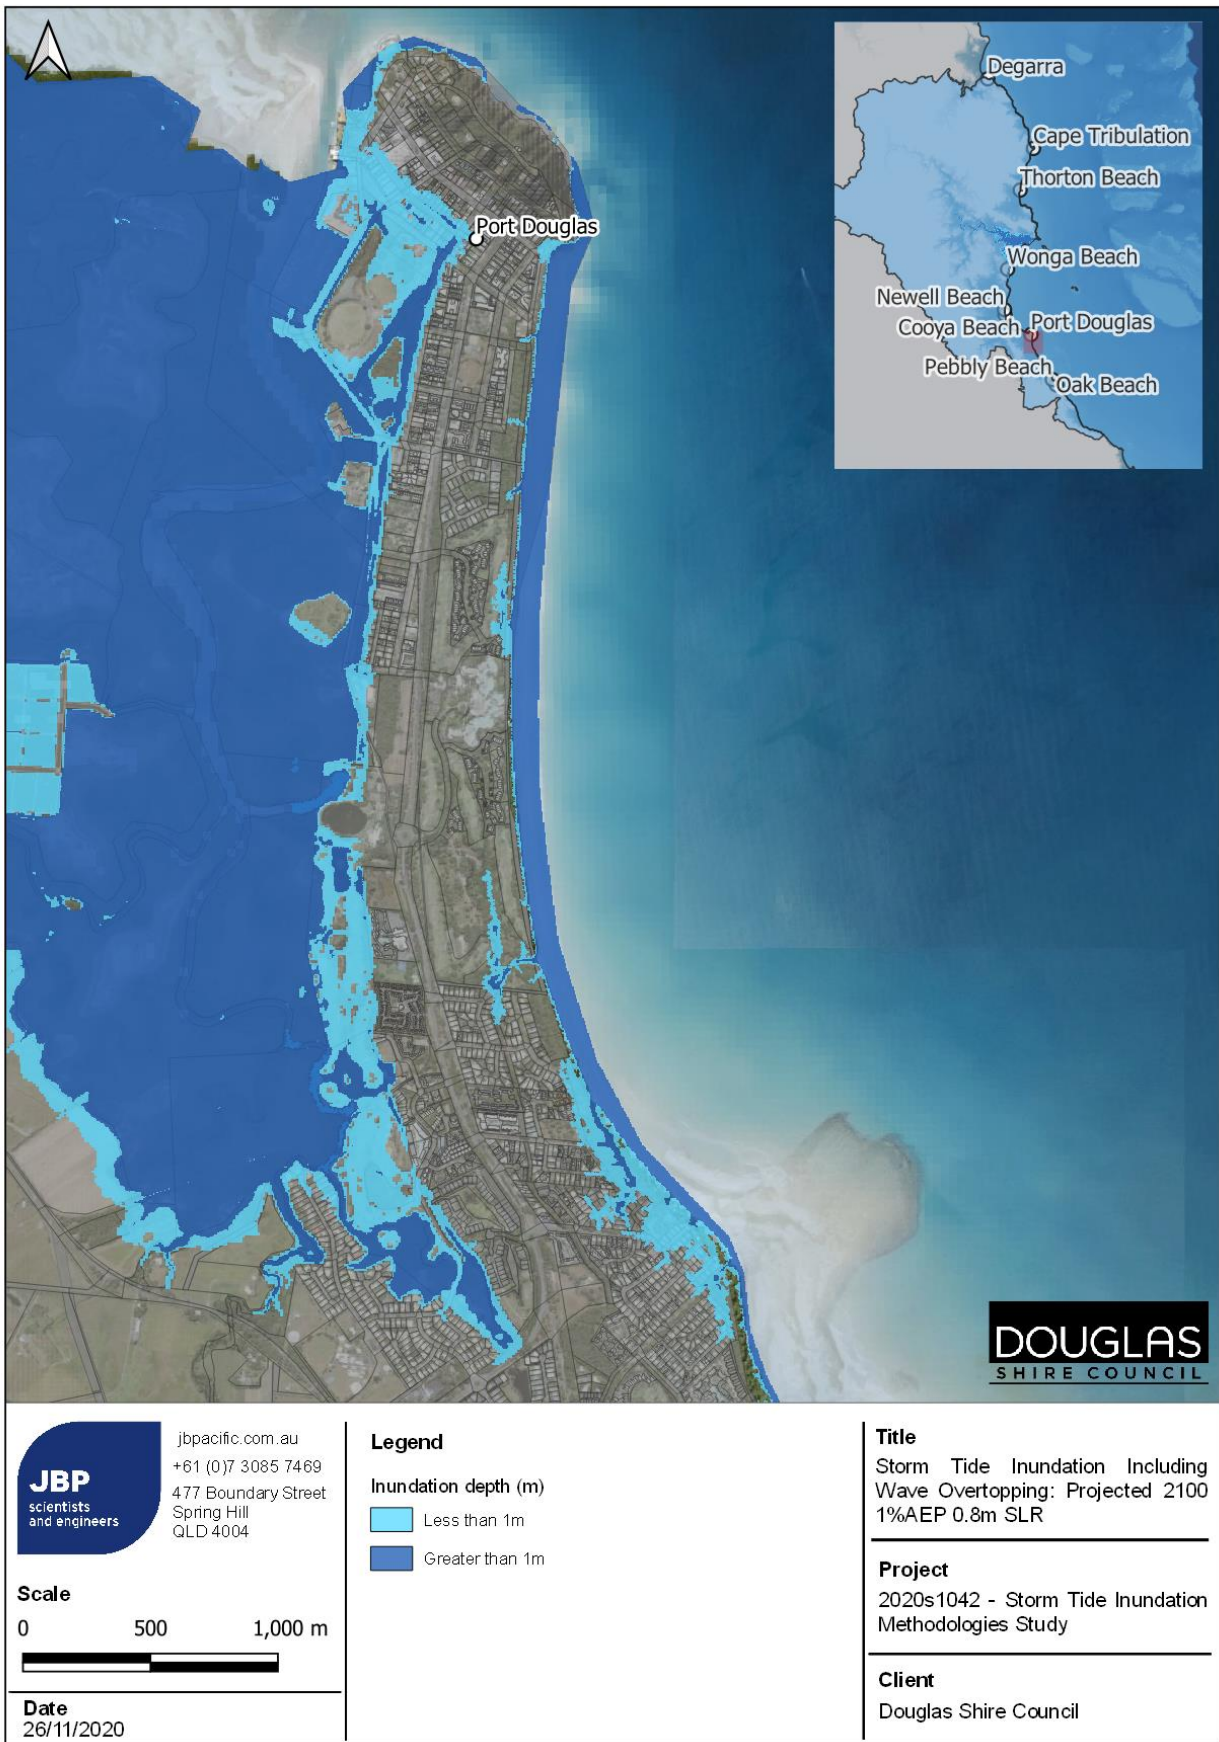 Degarra
Cape Tribulation
Thorton Beach
Wonga Beach
Newell Beach
Cooya Beach
Port Douglas
Pebbly Beach
Oak Beach
Port Douglas
DOUGLAS
SHIRE COUNCIL
JBP
scientists
and engineers
jbpacific.com.au
+61 (0)7 3085 7469
477 Boundary Street
Spring Hill
QLD 4004
Scale
0 500 1,000 m
Date
26/11/2020
Legend
Inundation depth (m)
Less than 1m
Greater than 1m
Title
Storm Tide Inundation Including
Wave Overtopping: Projected 2100
1%AEP 0.8m SLR
Project
2020s1042 - Storm Tide Inundation
Methodologies Study
Client
Douglas Shire Council